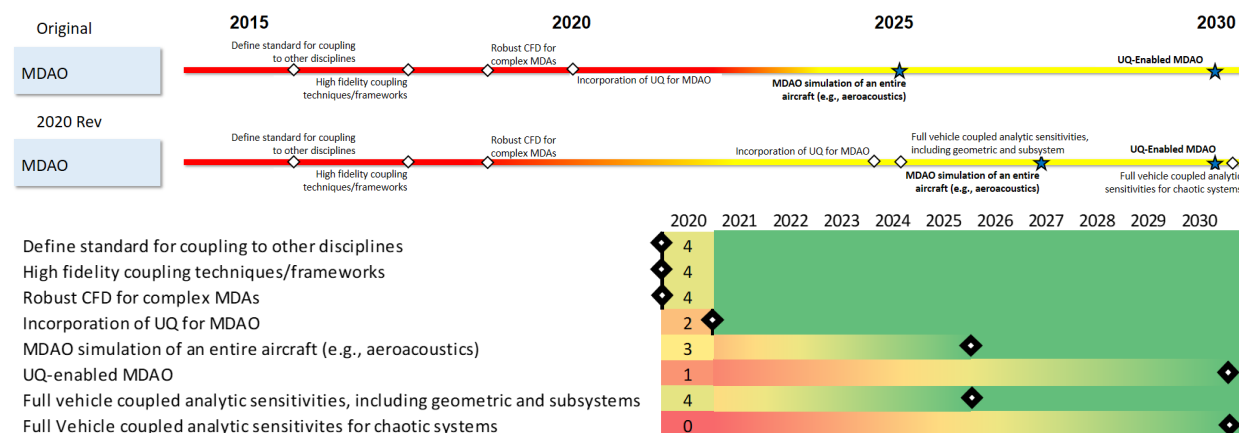 Original
2015 2020 2025 2030
MDAO
Define standard for coupling
to other disciplines
High fidelity coupling
techniques/frameworks
Robust CFD for
complex MDAs
Incorporation of UQ for MDAO
MDAO simulation of an entire
aircraft (e.g., aeroacoustics)
UQ-Enabled MDAO
2020 Rev
MDAO
Define standard for coupling
to other disciplines
High fidelity coupling
techniques/frameworks
Robust CFD for
complex MDAs
Incorporation of UQ for MDAO
Full vehicle coupled analytic sensitivities,
including geometric and subsystem
MDAO simulation of an entire
aircraft (e.g., aeroacoustics)
UQ-Enabled MDAO
Full vehicle coupled analytic
sensitivities for chaotic systems
2020 2021 2022 2023 2024 2025 2026 2027 2028 2029 2030
Define standard for coupling to other disciplines 4
High fidelity coupling techniques/frameworks 4
Robust CFD for complex MDAs 4
Incorporation of UQ for MDAO 2
MDAO simulation of an entire aircraft (e.g., aeroacoustics) 3
UQ-enabled MDAO 1
Full vehicle coupled analytic sensitivities, including geometric and subsystems 4
Full Vehicle coupled analytic sensitivites for chaotic systems 0